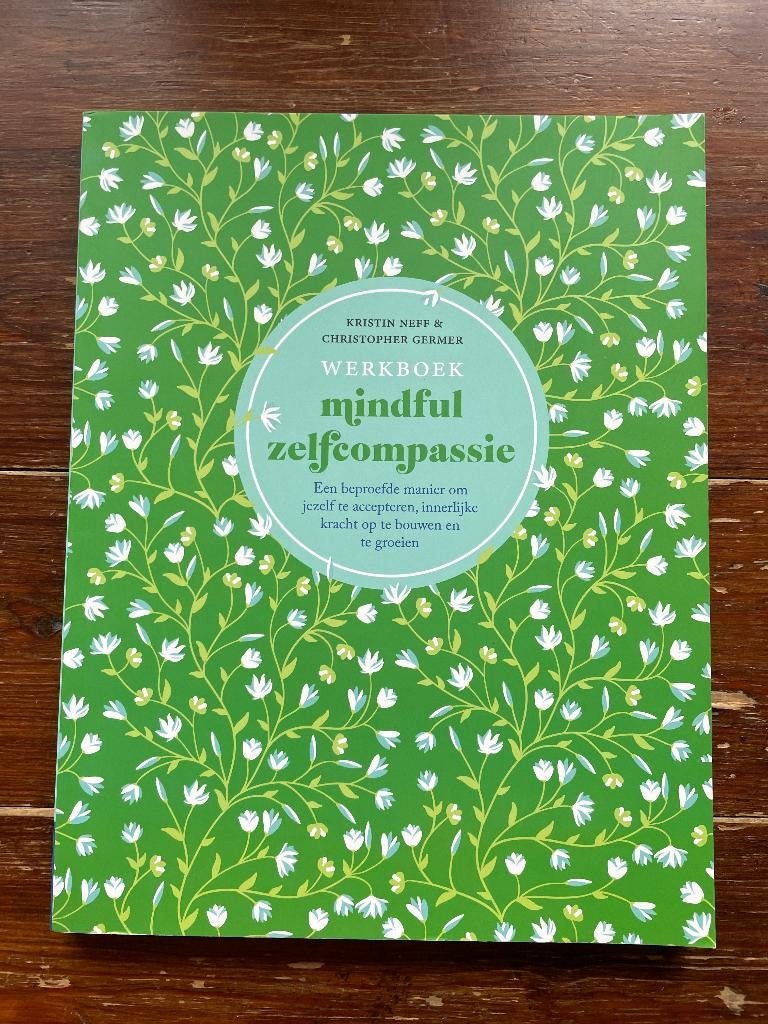 KRISTIN NEFF &
CHRISTOPHER GERMER
WERKBOEK
mindful
zelfcompassie
Een beproefde manier om
jezelf te accepteren, innerlijke
kracht op te bouwen en
te groeien